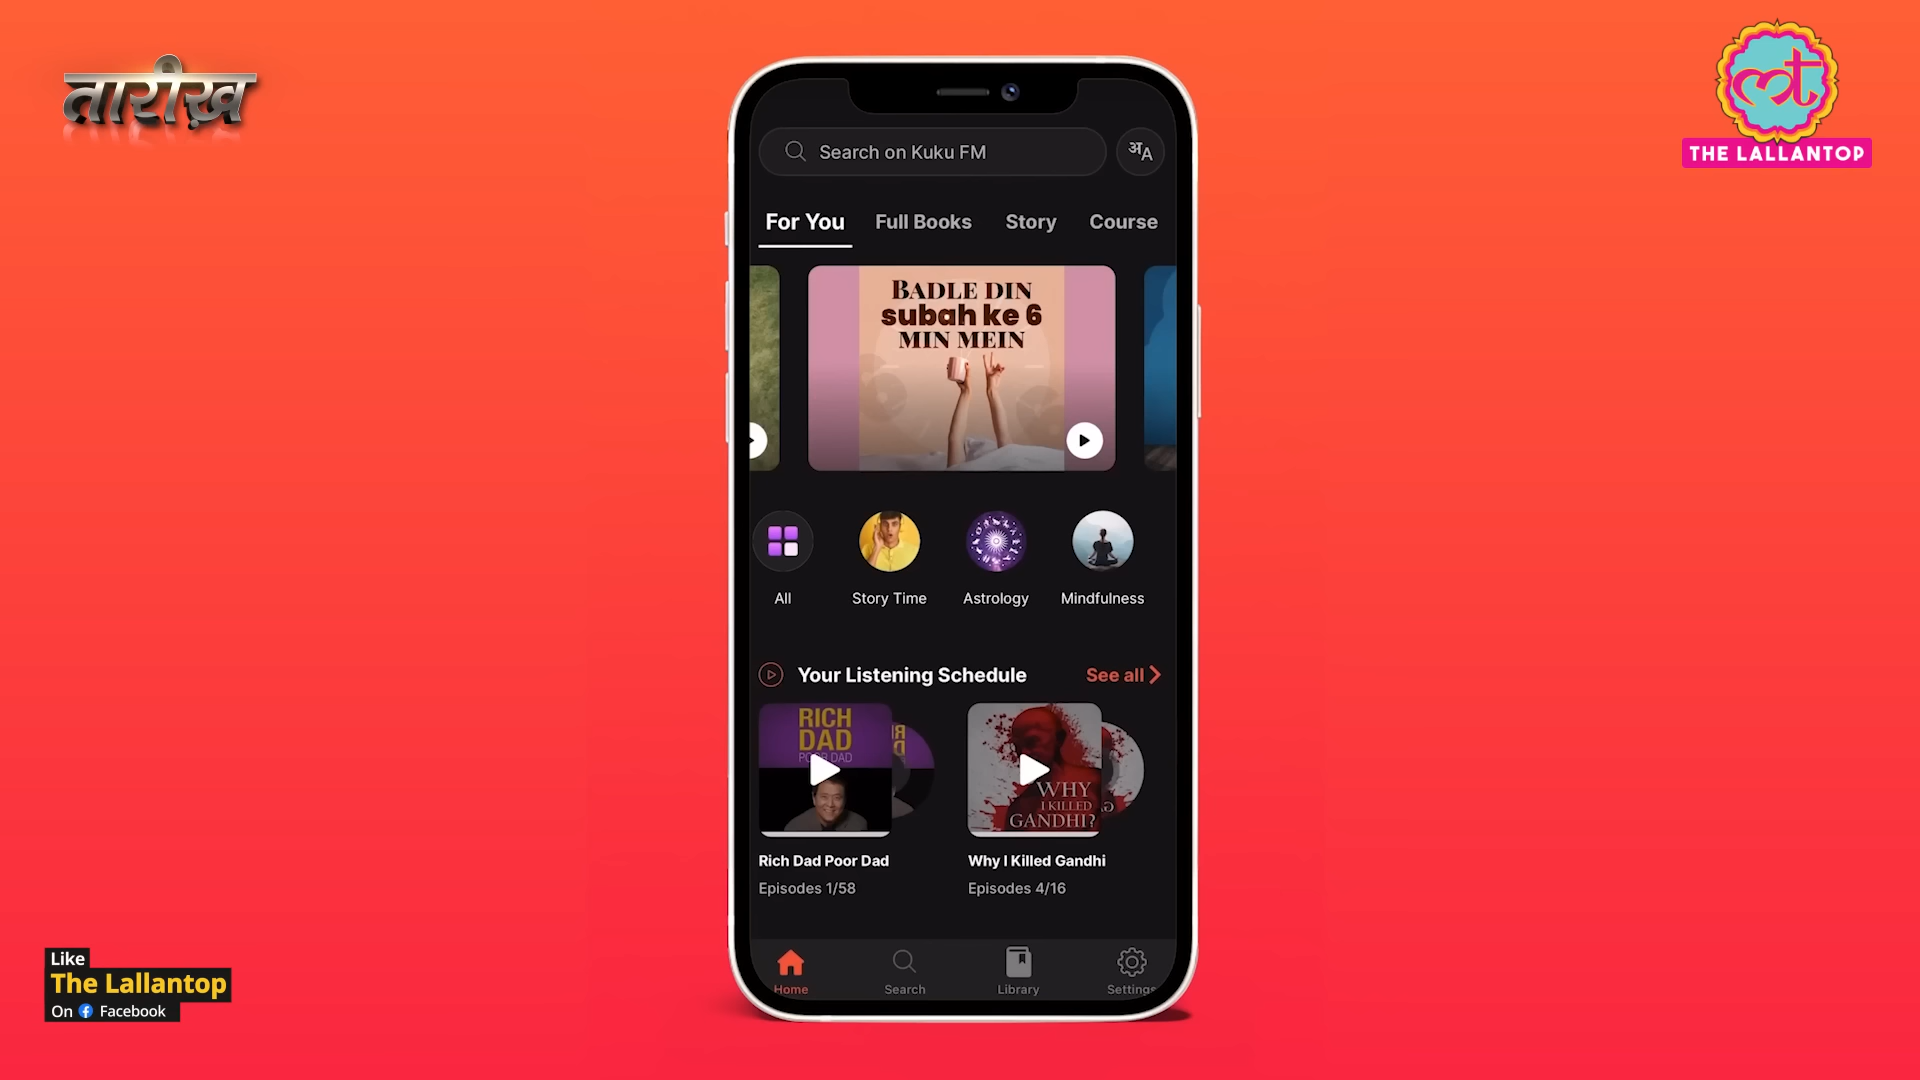 तारीख़
THE LALLANTOP
Search on Kuku FM
अA
For You
Full Books
Story
Course
BADLE DIN
subah ke 6
MIN MEIN
All
Story Time
Astrology
Mindfulness
Your Listening Schedule
See all
RICH
DAD
POOR DAD
WHY
I KILLED
GANDHI?
Rich Dad Poor Dad
Why I Killed Gandhi
Episodes 1/58
Episodes 4/16
Home
Search
Library
Settings
Like
The Lallantop
On Facebook